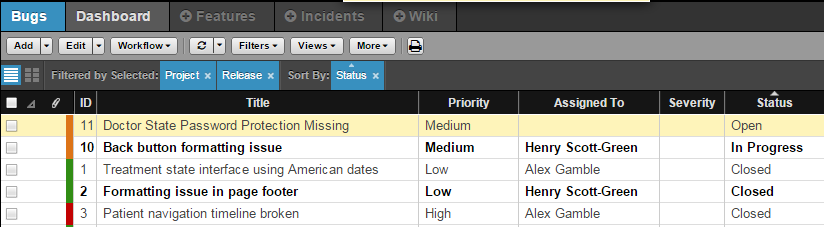 Bugs Dashboard Features Incidents Wiki
Add Edit Workflow Filters Views More
Filtered by Selected: Project x Release x Sort By: Status x
ID Title Priority Assigned To Severity Status
11 Doctor State Password Protection Missing Medium Open
10 Back button formatting issue Medium Henry Scott-Green In Progress
1 Treatment state interface using American dates Low Alex Gamble Closed
2 Formatting issue in page footer Low Henry Scott-Green Closed
3 Patient navigation timeline broken High Alex Gamble Closed